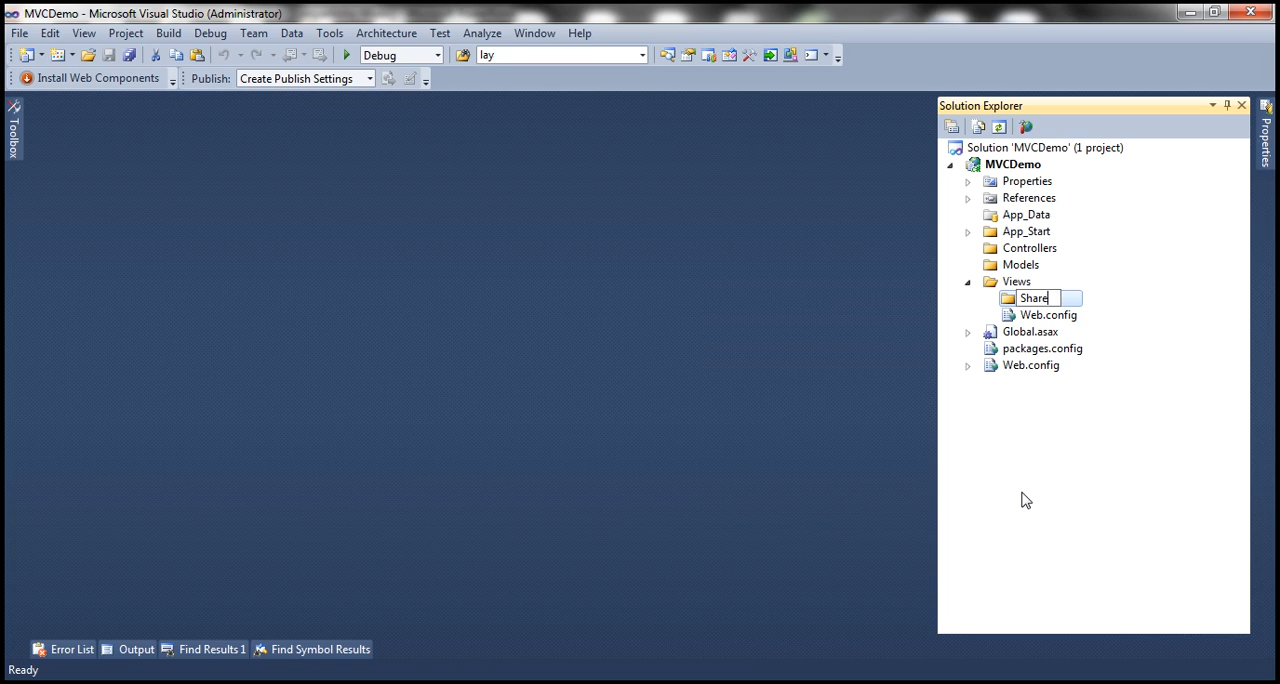 MVCDemo - Microsoft Visual Studio (Administrator)
File Edit View Project Build Debug Team Data Tools Architecture Test Analyze Window Help
Debug lay
Install Web Components Publish: Create Publish Settings
Toolbox
Solution Explorer
Properties
Solution 'MVCDemo' (1 project)
MVCDemo
Properties
References
App_Data
App_Start
Controllers
Models
Views
Share
Web.config
Global.asax
packages.config
Web.config
Error List Output Find Results 1 Find Symbol Results
Ready